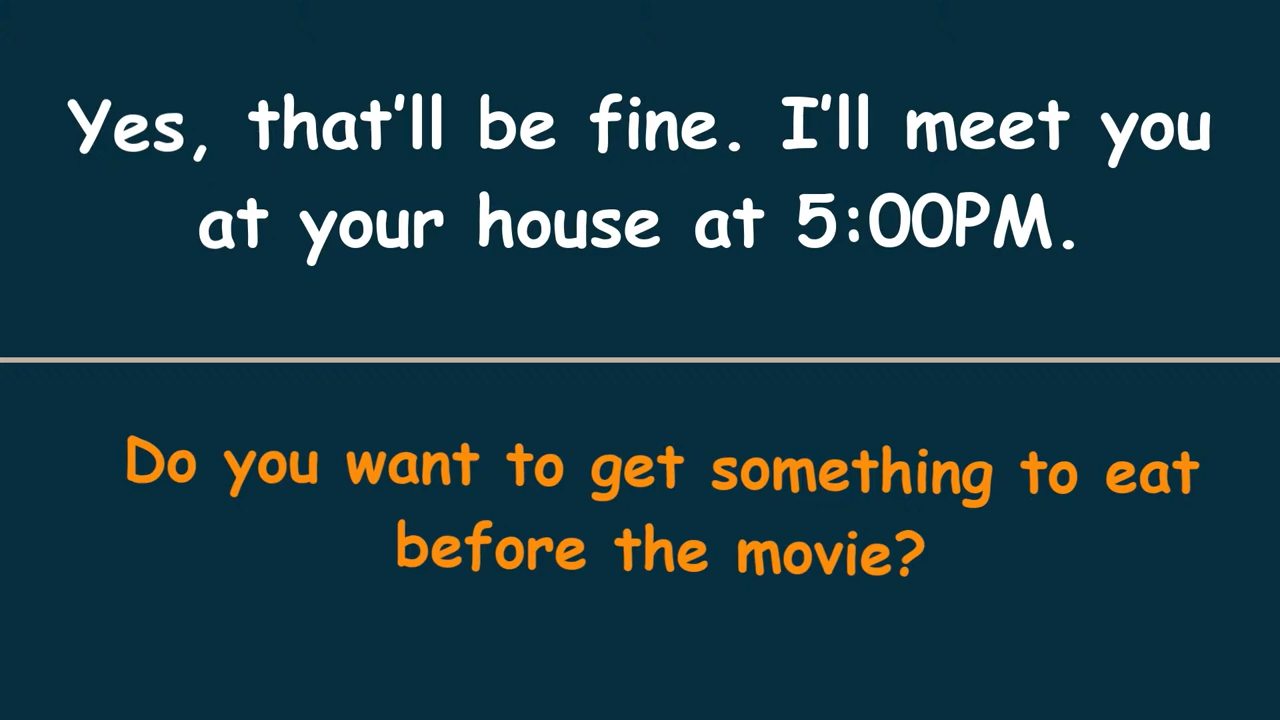 Yes, that’ll be fine. I’ll meet you
at your house at 5:00PM.
Do you want to get something to eat
before the movie?